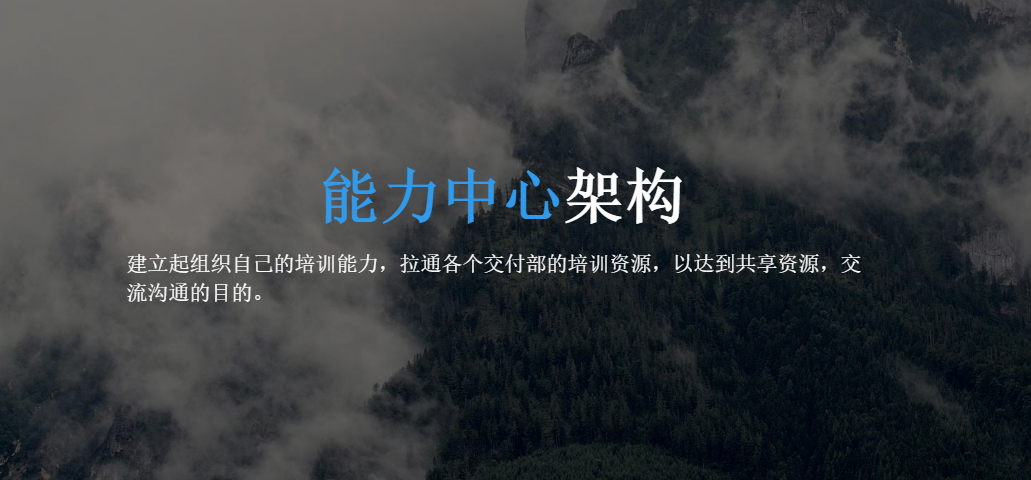 能力中心架构
建立起组织自己的培训能力，拉通各个交付部的培训资源，以达到共享资源，交
流沟通的目的。